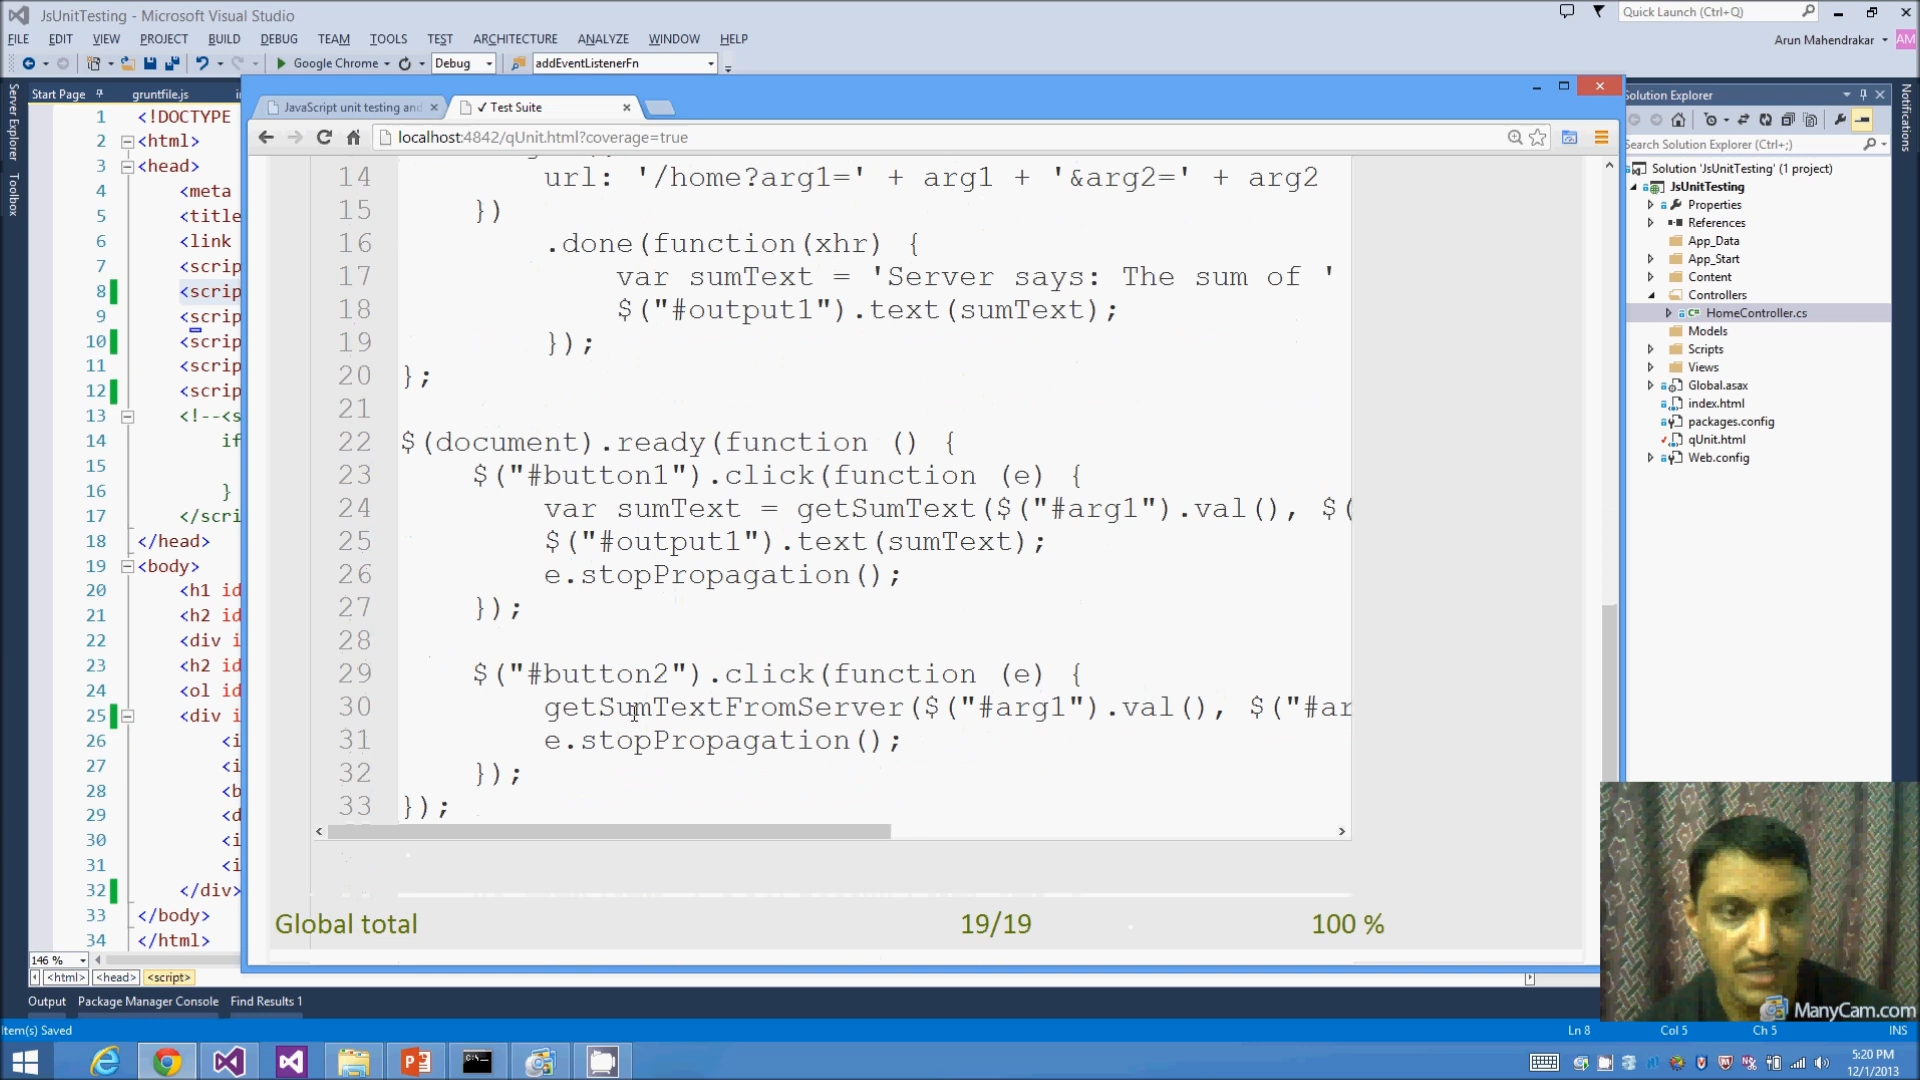 JsUnitTesting - Microsoft Visual Studio
Quick Launch (Ctrl+Q)
FILE EDIT VIEW PROJECT BUILD DEBUG TEAM TOOLS TEST ARCHITECTURE ANALYZE WINDOW HELP
Arun Mahendrakar AM
Google Chrome Debug addEventListenerFn
Server Explorer
Toolbox
Notifications
Start Page gruntfile.js
1 <!DOCTYPE
2 <html>
3 <head>
4 <meta
5 <title
6 <link
7 <scrip
8 <scrip
9 <scrip
10 <scrip
11 <scrip
12 <scrip
13 <!--<s
14 if
15
16 }
17 </scri
18 </head>
19 <body>
20 <h1 id
21 <h2 id
22 <div i
23 <h2 id
24 <ol id
25 <div i
26 <i
27 <i
28 <b
29 <d
30 <i
31 <i
32 </div>
33 </body>
34 </html>
146 %
<html> <head> <script>
Output Package Manager Console Find Results 1
Item(s) Saved
Ln 8 Col 5 Ch 5 INS
JavaScript unit testing and
✓ Test Suite
localhost:4842/qUnit.html?coverage=true
14 url: '/home?arg1=' + arg1 + '&arg2=' + arg2
15 })
16 .done(function(xhr) {
17 var sumText = 'Server says: The sum of '
18 $("#output1").text(sumText);
19 });
20 };
21
22 $(document).ready(function () {
23 $("#button1").click(function (e) {
24 var sumText = getSumText($("#arg1").val(), $(
25 $("#output1").text(sumText);
26 e.stopPropagation();
27 });
28
29 $("#button2").click(function (e) {
30 getSumTextFromServer($("#arg1").val(), $("#ar
31 e.stopPropagation();
32 });
33 });
Global total 19/19 100 %
Solution Explorer
Search Solution Explorer (Ctrl+;)
Solution 'JsUnitTesting' (1 project)
JsUnitTesting
Properties
References
App_Data
App_Start
Content
Controllers
HomeController.cs
Models
Scripts
Views
Global.asax
index.html
packages.config
qUnit.html
Web.config
ManyCam.com
5:20 PM
12/1/2013